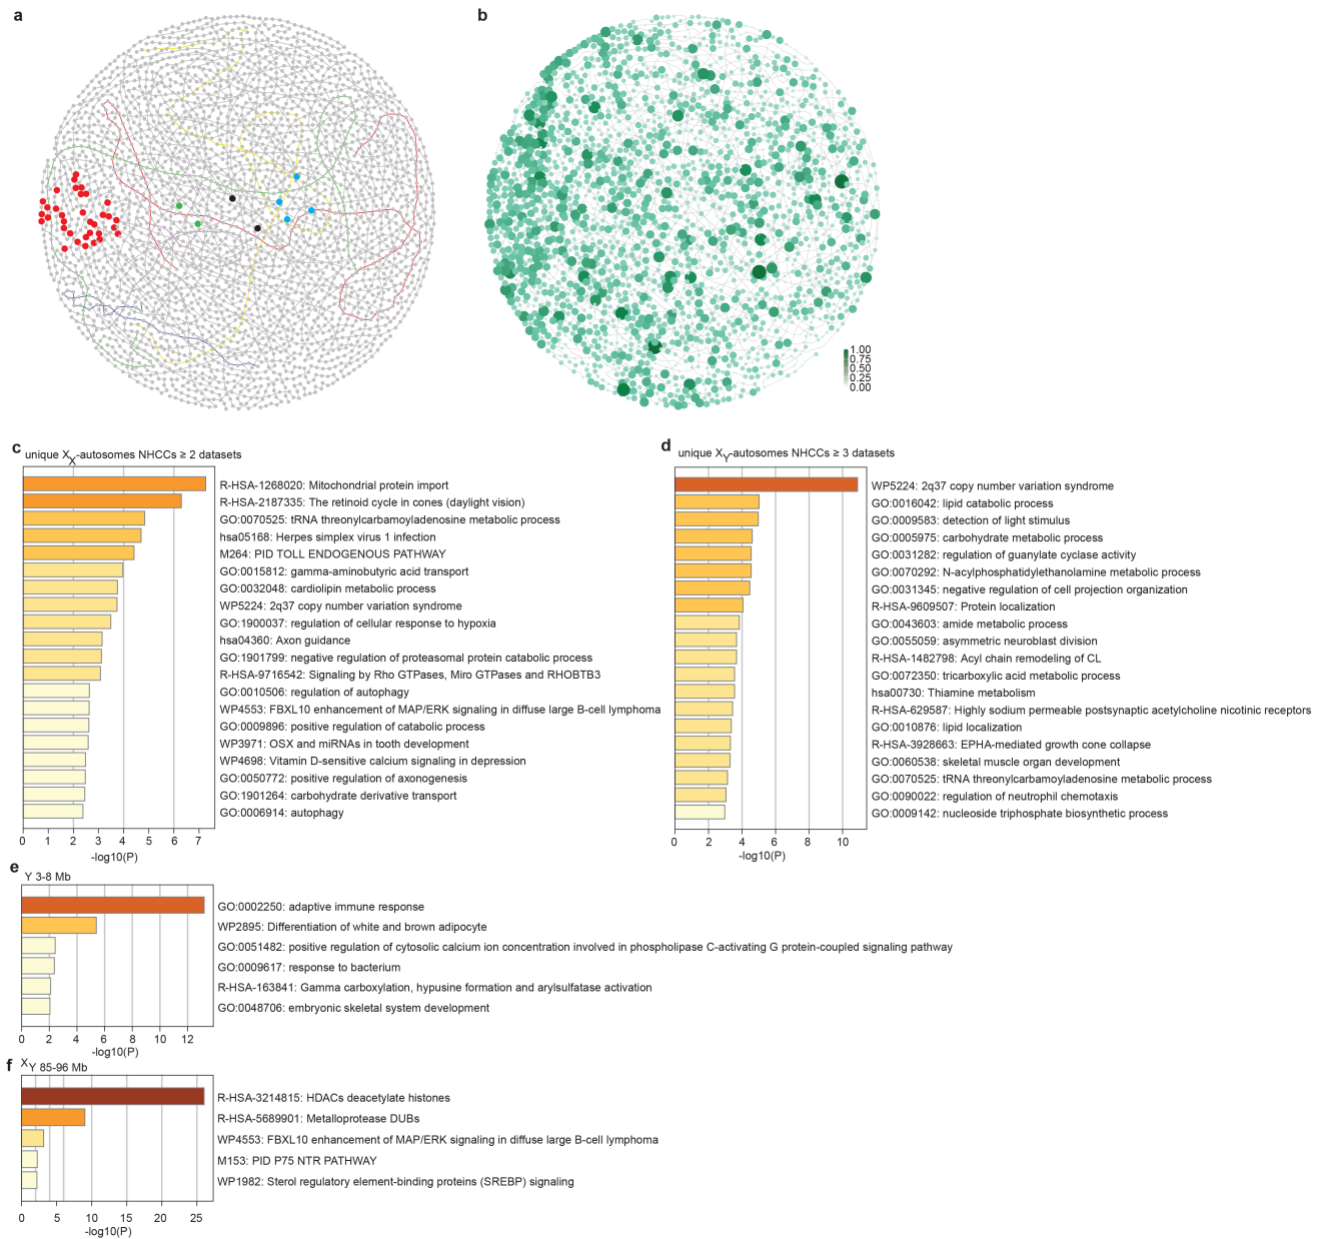 a
b
1.00
0.75
0.50
0.25
0.00
c unique XX-autosomes NHCCs ≥ 2 datasets
R-HSA-1268020: Mitochondrial protein import
R-HSA-2187335: The retinoid cycle in cones (daylight vision)
GO:0070525: tRNA threonylcarbamoyladenosine metabolic process
hsa05168: Herpes simplex virus 1 infection
M264: PID TOLL ENDOGENOUS PATHWAY
GO:0015812: gamma-aminobutyric acid transport
GO:0032048: cardiolipin metabolic process
WP5224: 2q37 copy number variation syndrome
GO:1900037: regulation of cellular response to hypoxia
hsa04360: Axon guidance
GO:1901799: negative regulation of proteasomal protein catabolic process
R-HSA-9716542: Signaling by Rho GTPases, Miro GTPases and RHOBTB3
GO:0010506: regulation of autophagy
WP4553: FBXL10 enhancement of MAP/ERK signaling in diffuse large B-cell lymphoma
GO:0009896: positive regulation of catabolic process
WP3971: OSX and miRNAs in tooth development
WP4698: Vitamin D-sensitive calcium signaling in depression
GO:0050772: positive regulation of axonogenesis
GO:1901264: carbohydrate derivative transport
GO:0006914: autophagy
0 1 2 3 4 5 6 7
-log10(P)
d unique XY-autosomes NHCCs ≥ 3 datasets
WP5224: 2q37 copy number variation syndrome
GO:0016042: lipid catabolic process
GO:0009583: detection of light stimulus
GO:0005975: carbohydrate metabolic process
GO:0031282: regulation of guanylate cyclase activity
GO:0070292: N-acylphosphatidylethanolamine metabolic process
GO:0031345: negative regulation of cell projection organization
R-HSA-9609507: Protein localization
GO:0043603: amide metabolic process
GO:0055059: asymmetric neuroblast division
R-HSA-1482798: Acyl chain remodeling of CL
GO:0072350: tricarboxylic acid metabolic process
hsa00730: Thiamine metabolism
R-HSA-629587: Highly sodium permeable postsynaptic acetylcholine nicotinic receptors
GO:0010876: lipid localization
R-HSA-3928663: EPHA-mediated growth cone collapse
GO:0060538: skeletal muscle organ development
GO:0070525: tRNA threonylcarbamoyladenosine metabolic process
GO:0090022: regulation of neutrophil chemotaxis
GO:0009142: nucleoside triphosphate biosynthetic process
0 2 4 6 8 10
-log10(P)
e Y 3-8 Mb
GO:0002250: adaptive immune response
WP2895: Differentiation of white and brown adipocyte
GO:0051482: positive regulation of cytosolic calcium ion concentration involved in phospholipase C-activating G protein-coupled signaling pathway
GO:0009617: response to bacterium
R-HSA-163841: Gamma carboxylation, hypusine formation and arylsulfatase activation
GO:0048706: embryonic skeletal system development
0 2 4 6 8 10 12
-log10(P)
f XY 85-96 Mb
R-HSA-3214815: HDACs deacetylate histones
R-HSA-5689901: Metalloprotease DUBs
WP4553: FBXL10 enhancement of MAP/ERK signaling in diffuse large B-cell lymphoma
M153: PID P75 NTR PATHWAY
WP1982: Sterol regulatory element-binding proteins (SREBP) signaling
0 5 10 15 20 25
-log10(P)